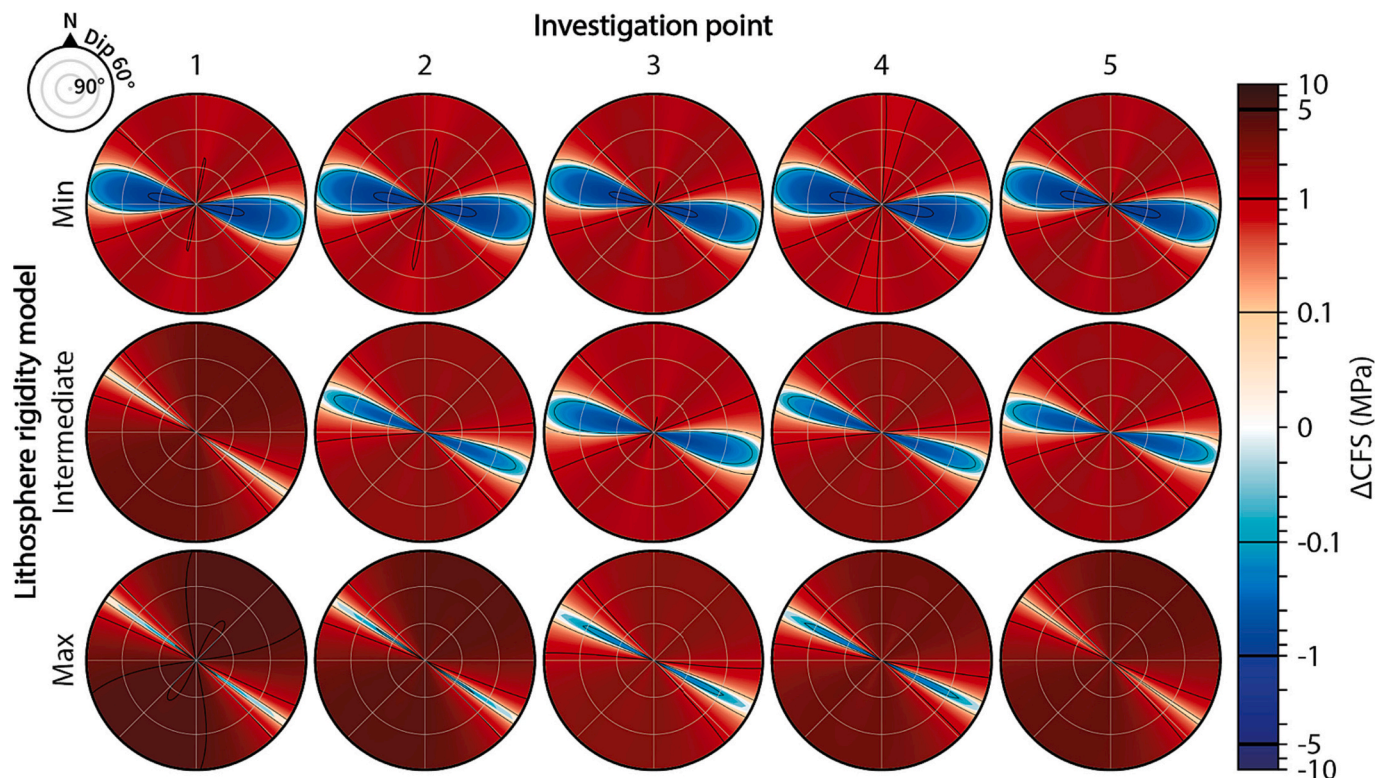 Investigation point
N
Dip 60°
90°
1 2 3 4 5
Lithosphere rigidity model
Min
Intermediate
Max
10
5
1
0.1
0
-0.1
-1
-5
-10
ΔCFS (MPa)